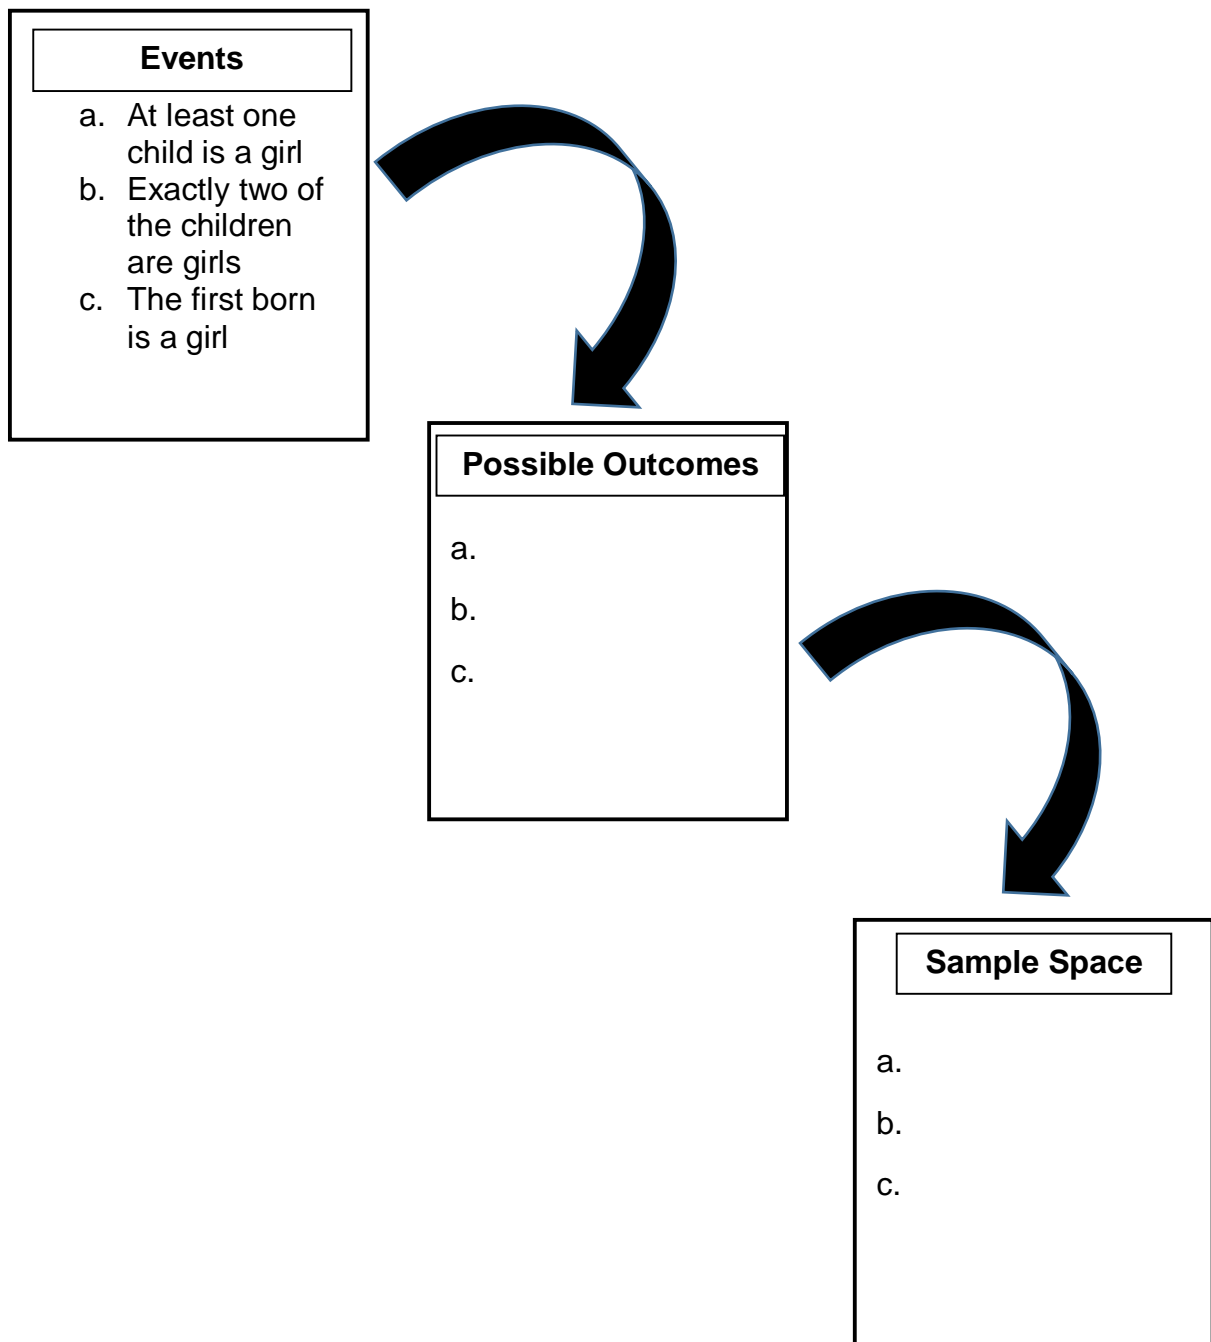 Events
a. At least one
child is a girl
b. Exactly two of
the children
are girls
c. The first born
is a girl
Possible Outcomes
a.
b.
c.
Sample Space
a.
b.
c.